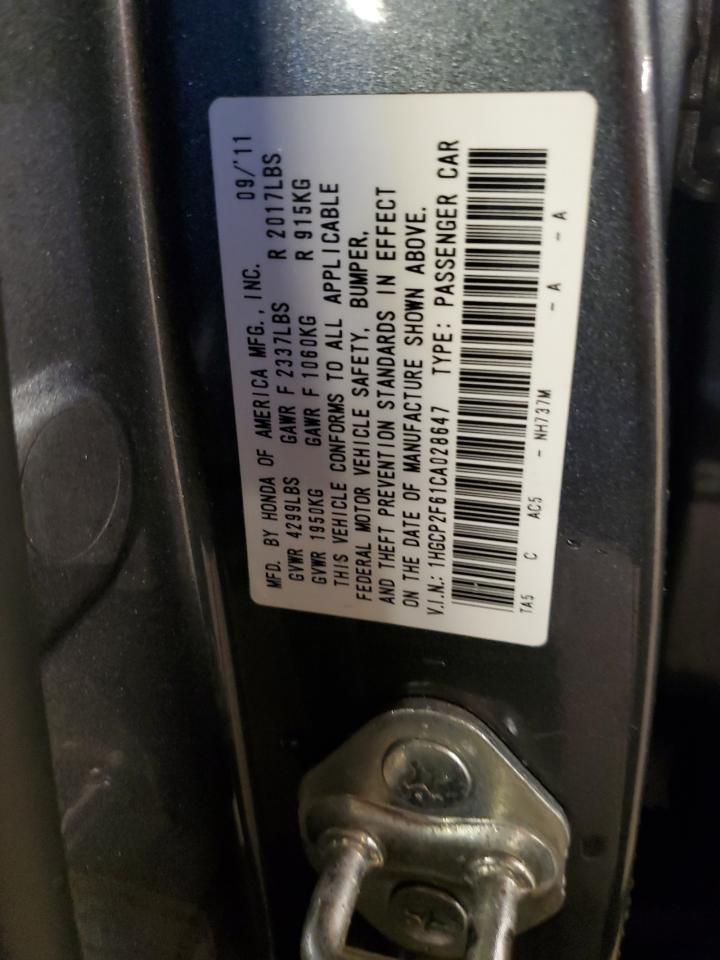 MFD. BY HONDA OF AMERICA MFG., INC. 09/'11
GVWR 4299LBS GAWR F 2337LBS R 2017LBS
GVWR 1950KG GAWR F 1060KG R 915KG
THIS VEHICLE CONFORMS TO ALL APPLICABLE
FEDERAL MOTOR VEHICLE SAFETY, BUMPER,
AND THEFT PREVENTION STANDARDS IN EFFECT
ON THE DATE OF MANUFACTURE SHOWN ABOVE.
V.I.N.: 1HGCP2F61CA028647 TYPE: PASSENGER CAR
TA5 C AC5 - NH737M - A - A